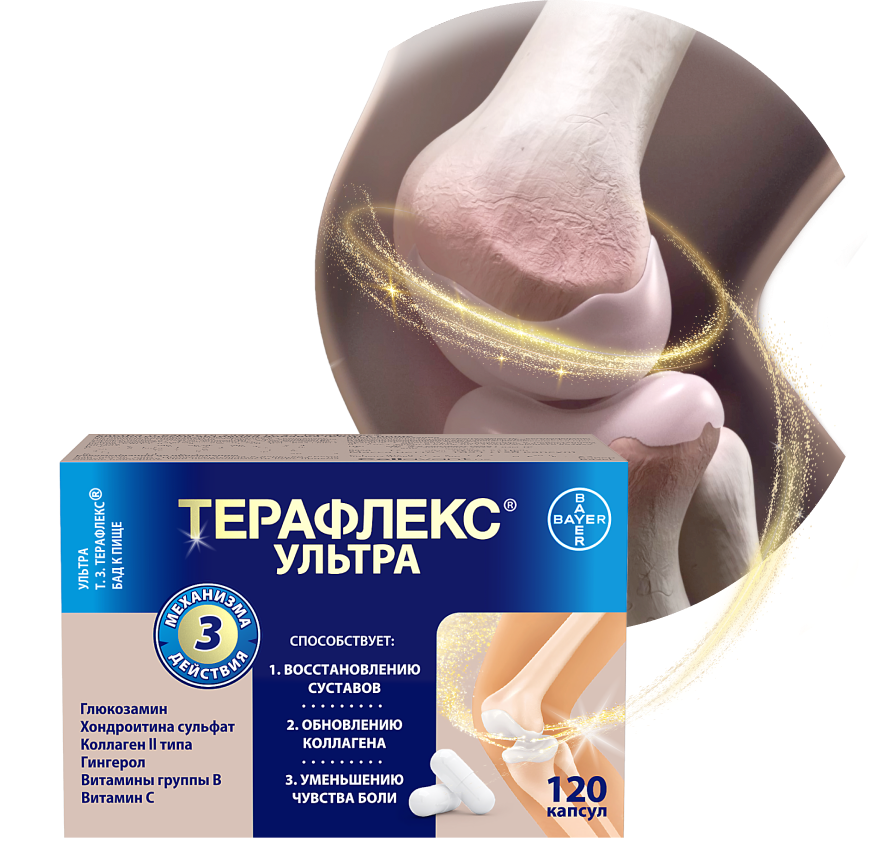 УЛЬТРА
Т. З. ТЕРАФЛЕКС®
БАД К ПИЩЕ
ТЕРАФЛЕКС®
УЛЬТРА
BAYER
BAYER
3
МЕХАНИЗМА
ДЕЙСТВИЯ
СПОСОБСТВУЕТ:
1. ВОССТАНОВЛЕНИЮ
СУСТАВОВ
2. ОБНОВЛЕНИЮ
КОЛЛАГЕНА
3. УМЕНЬШЕНИЮ
ЧУВСТВА БОЛИ
Глюкозамин
Хондроитина сульфат
Коллаген II типа
Гингерол
Витамины группы В
Витамин С
120
капсул